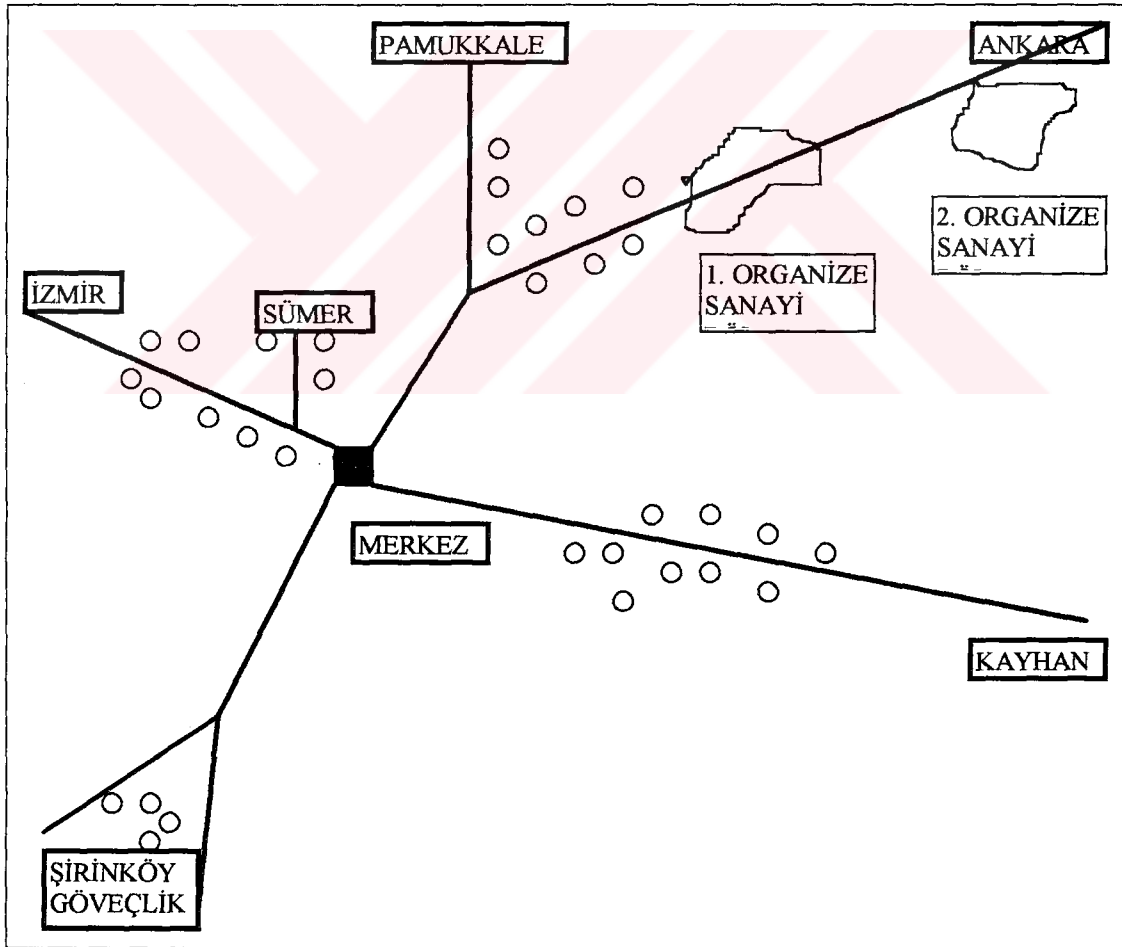 PAMUKKALE
ANKARA
2. ORGANİZE
SANAYİ
1. ORGANİZE
SANAYİ
İZMİR
SÜMER
MERKEZ
KAYHAN
ŞİRİNKÖY
GÖVEÇLİK